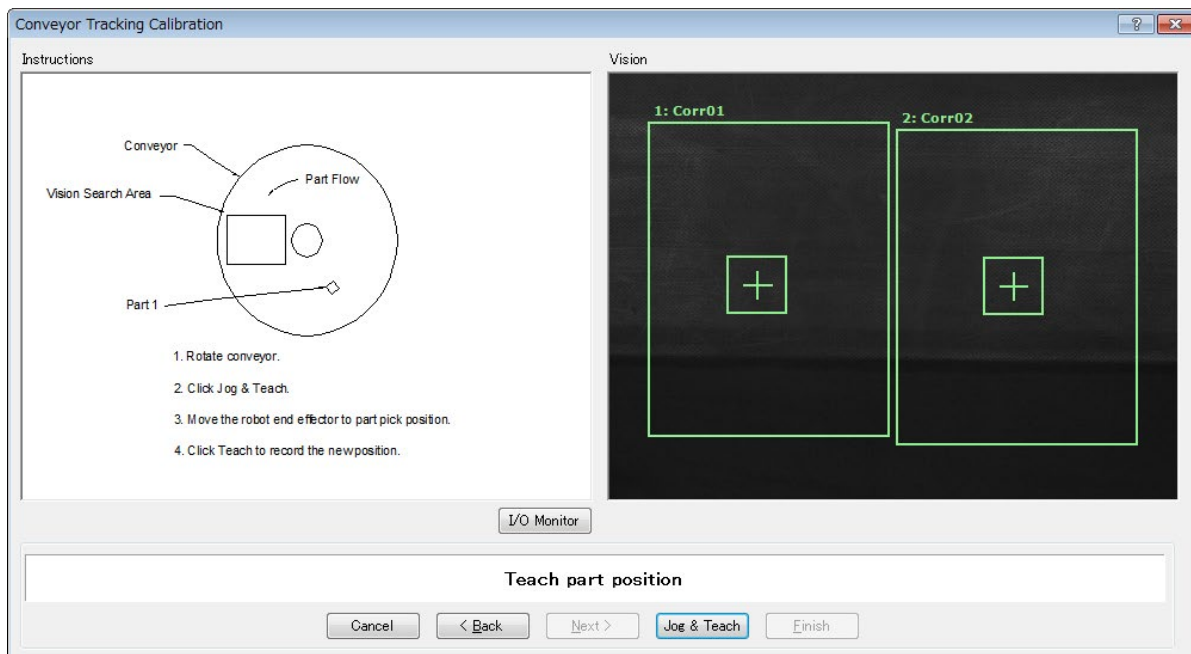 Conveyor Tracking Calibration
Instructions
Vision
Conveyor
Part Flow
Vision Search Area
Part 1
1. Rotate conveyor.
2. Click Jog & Teach.
3. Move the robot end effector to part pick position.
4. Click Teach to record the new position.
1: Corr01
2: Corr02
I/O Monitor
Teach part position
Cancel
< Back
Next >
Jog & Teach
Finish